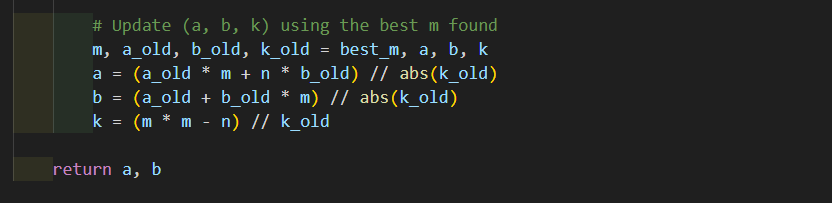 # Update (a, b, k) using the best m found
m, a_old, b_old, k_old = best_m, a, b, k
a = (a_old * m + n * b_old) // abs(k_old)
b = (a_old + b_old * m) // abs(k_old)
k = (m * m - n) // k_old
return a, b